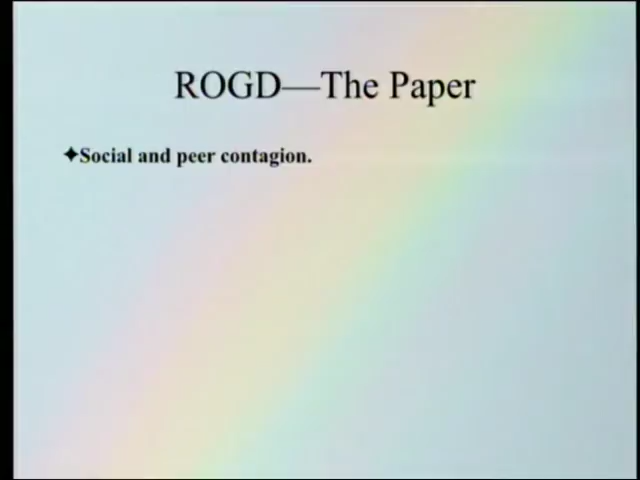 ROGD—The Paper
✦Social and peer contagion.